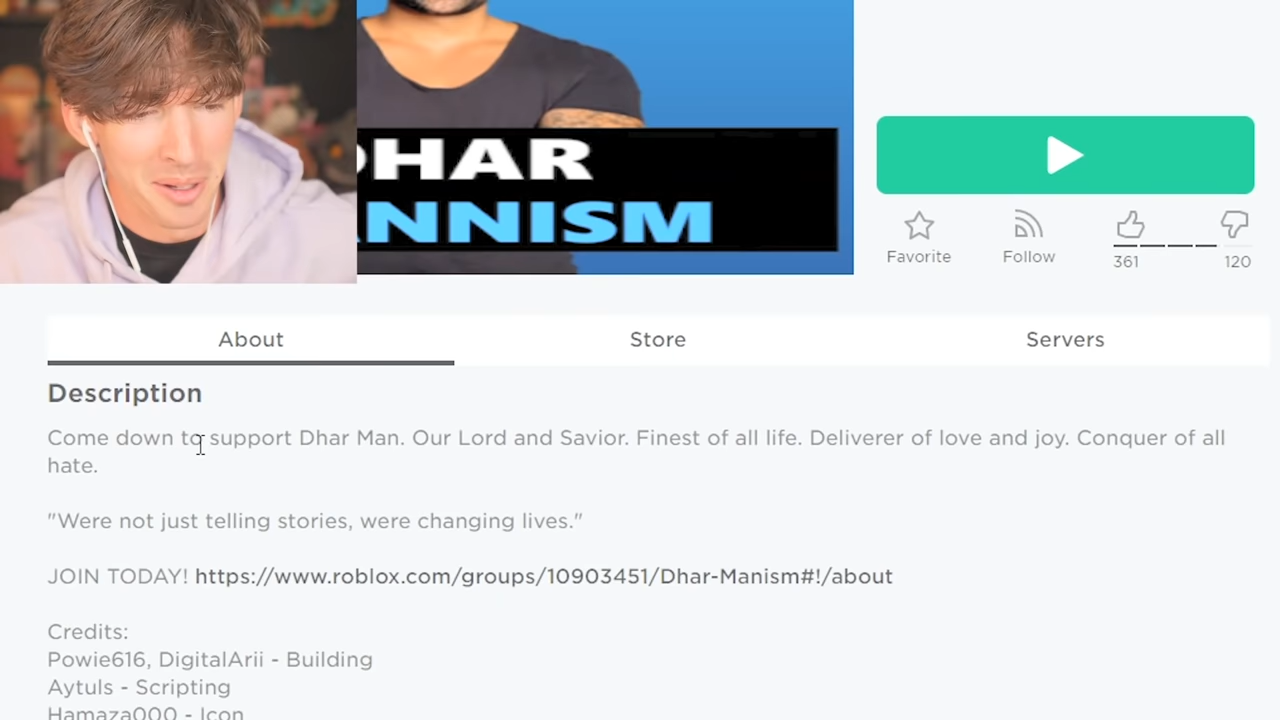 DHAR
NNISM
Favorite
Follow
361
120
About
Store
Servers
Description
Come down to support Dhar Man. Our Lord and Savior. Finest of all life. Deliverer of love and joy. Conquer of all
hate.
"Were not just telling stories, were changing lives."
JOIN TODAY! https://www.roblox.com/groups/10903451/Dhar-Manism#!/about
Credits:
Powie616, DigitalArii - Building
Aytuls - Scripting
Hamaza000 - Icon